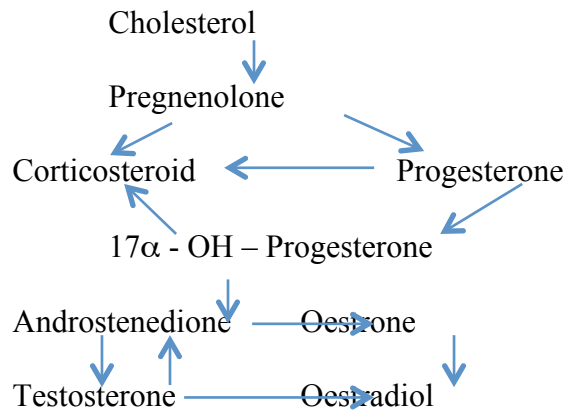 Cholesterol
Pregnenolone
Corticosteroid Progesterone
17α - OH – Progesterone
Androstenedione Oestrone
Testosterone Oestradiol